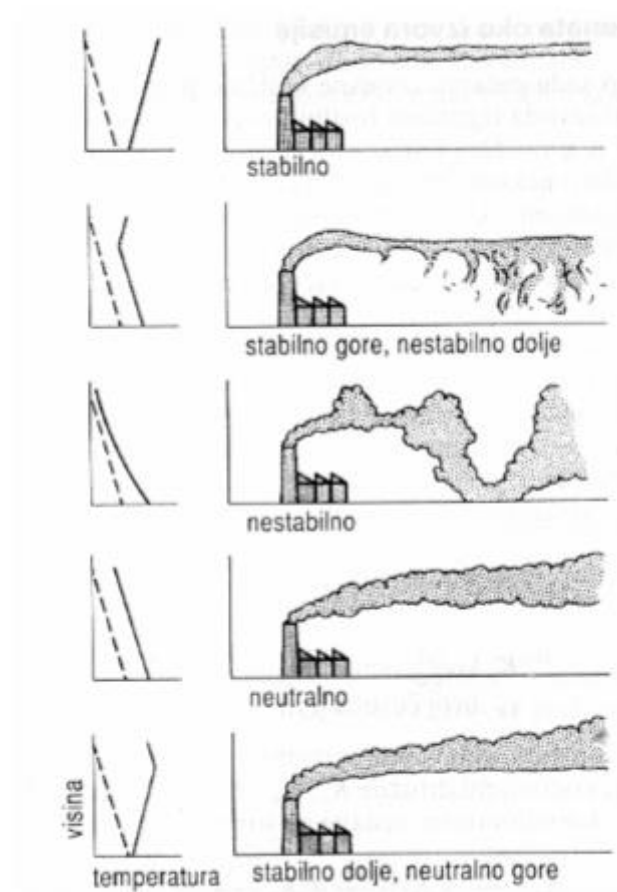 stabilno
stabilno gore, nestabilno dolje
nestabilno
neutralno
visina
temperatura
stabilno dolje, neutralno gore